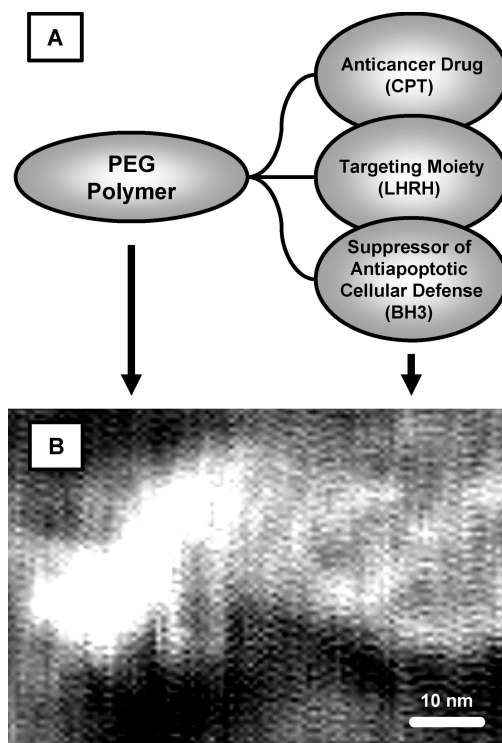 A
Anticancer Drug
(CPT)
PEG
Polymer
Targeting Moiety
(LHRH)
Suppressor of
Antiapoptotic
Cellular Defense
(BH3)
B
10 nm